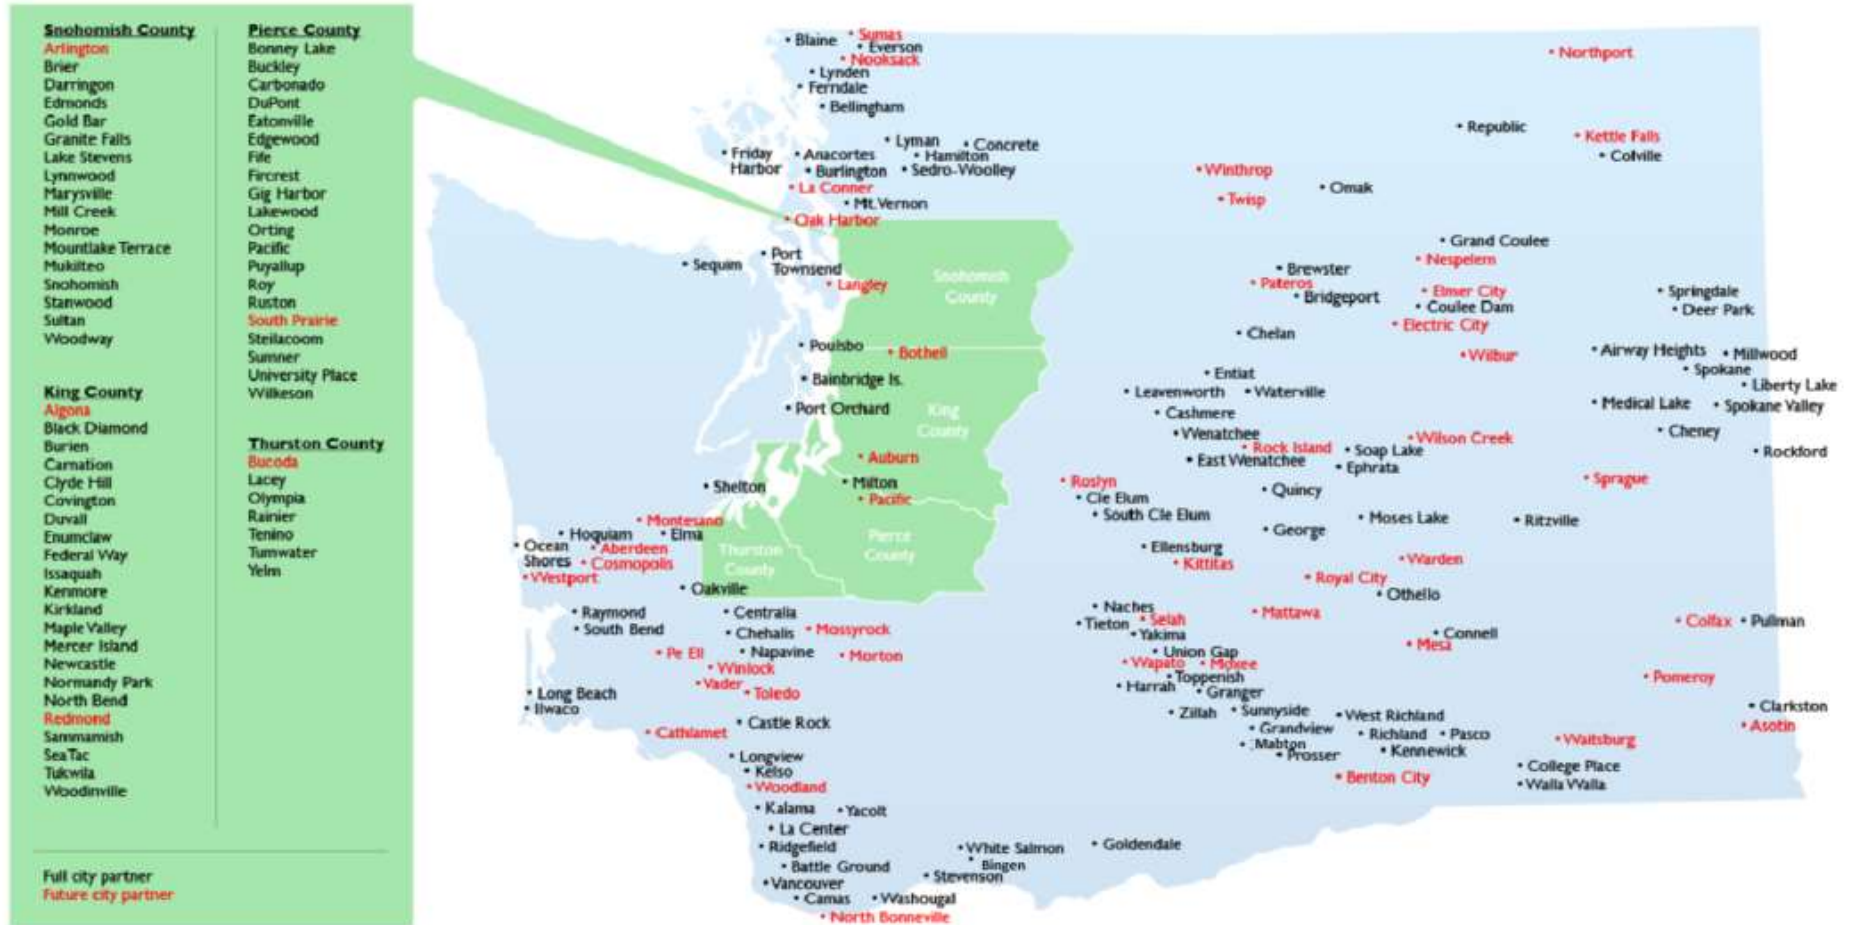 Snohomish County
Arlington
Brier
Darringon
Edmonds
Gold Bar
Granite Falls
Lake Stevens
Lynnwood
Marysville
Mill Creek
Monroe
Mountlake Terrace
Mukilteo
Snohomish
Stanwood
Sultan
Woodway
King County
Algona
Black Diamond
Burien
Carnation
Clyde Hill
Covington
Duvall
Enumclaw
Federal Way
Issaquah
Kenmore
Kirkland
Maple Valley
Mercer Island
Newcastle
Normandy Park
North Bend
Redmond
Sammamish
SeaTac
Tukwila
Woodinville
Pierce County
Bonney Lake
Buckley
Carbonado
DuPont
Eatonville
Edgewood
Fife
Fircrest
Gig Harbor
Lakewood
Orting
Pacific
Puyallup
Roy
Ruston
South Prairie
Steilacoom
Sumner
University Place
Wilkeson
Thurston County
Bucoda
Lacey
Olympia
Rainier
Tenino
Tumwater
Yelm
Full city partner
Future city partner
Blaine
Sumas
Everson
Nooksack
Lynden
Ferndale
Bellingham
Lyman
Concrete
Hamilton
Friday
Harbor
Anacortes
Burlington
Sedro-Woolley
La Conner
Mt. Vernon
Oak Harbor
Sequim
Port
Townsend
Langley
Snohomish
County
Poulsbo
Bothell
Bainbridge Is.
Port Orchard
King
County
Auburn
Milton
Pacific
Shelton
Montesano
Hoquiam
Elma
Ocean
Shores
Aberdeen
Cosmopolis
Westport
Thurston
County
Pierce
County
Oakville
Raymond
South Bend
Centralia
Chehalis
Mossyrock
Pe Ell
Napavine
Morton
Winlock
Vader
Toledo
Long Beach
Ilwaco
Castle Rock
Cathlamet
Longview
Kelso
Woodland
Kalama
Yacolt
La Center
Ridgefield
Battle Ground
Vancouver
Camas
Washougal
North Bonneville
White Salmon
Bingen
Stevenson
Goldendale
Northport
Republic
Kettle Falls
Colville
Winthrop
Omak
Twisp
Grand Coulee
Nespelem
Brewster
Pateros
Bridgeport
Elmer City
Coulee Dam
Electric City
Springdale
Deer Park
Chelan
Wilbur
Airway Heights
Millwood
Spokane
Liberty Lake
Entiat
Leavenworth
Waterville
Cashmere
Medical Lake
Spokane Valley
Wenatchee
Rock Island
East Wenatchee
Soap Lake
Ephrata
Wilson Creek
Cheney
Rockford
Roslyn
Cle Elum
South Cle Elum
Quincy
Sprague
George
Moses Lake
Ritzville
Ellensburg
Kittitas
Warden
Royal City
Othello
Naches
Tieton
Selah
Yakima
Mattawa
Connell
Mesa
Colfax
Pullman
Union Gap
Wapato
Moxee
Toppenish
Harrah
Granger
Pomeroy
Zillah
Sunnyside
Grandview
Mabton
Prosser
West Richland
Richland
Pasco
Kennewick
Clarkston
Asotin
Waitsburg
Benton City
College Place
Walla Walla